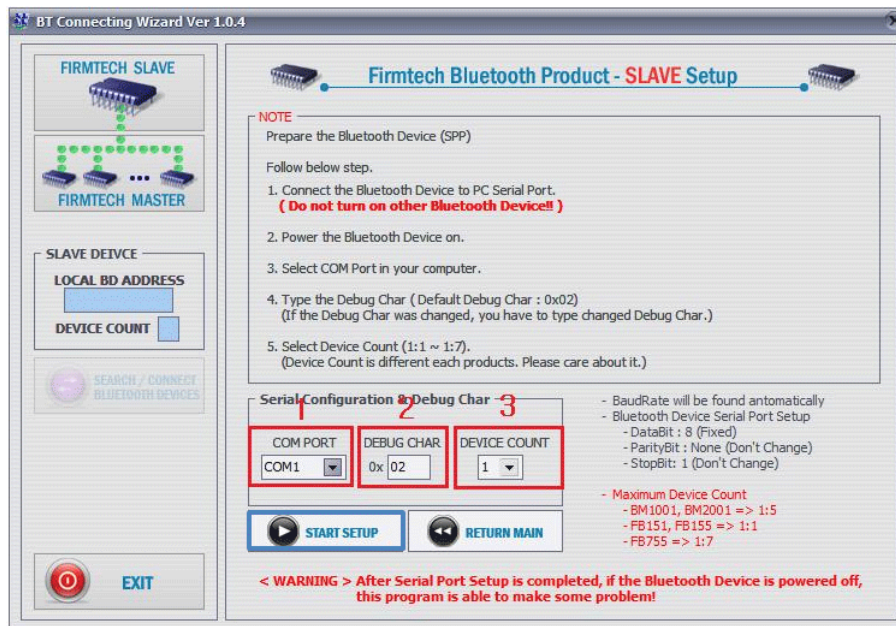 BT Connecting Wizard Ver 1.0.4
FIRMTECH SLAVE
FIRMTECH MASTER
SLAVE DEIVCE
LOCAL BD ADDRESS
DEVICE COUNT
SEARCH / CONNECT
BLUETOOTH DEVICES
EXIT
Firmtech Bluetooth Product - SLAVE Setup
NOTE
Prepare the Bluetooth Device (SPP)
Follow below step.
1. Connect the Bluetooth Device to PC Serial Port.
( Do not turn on other Bluetooth Device!! )
2. Power the Bluetooth Device on.
3. Select COM Port in your computer.
4. Type the Debug Char ( Default Debug Char : 0x02)
(If the Debug Char was changed, you have to type changed Debug Char.)
5. Select Device Count (1:1 ~ 1:7).
(Device Count is different each products. Please care about it.)
Serial Configuration & Debug Char
1 2 3
COM PORT DEBUG CHAR DEVICE COUNT
COM1 0x 02 1
START SETUP RETURN MAIN
- BaudRate will be found antomatically
- Bluetooth Device Serial Port Setup
- DataBit : 8 (Fixed)
- ParityBit : None (Don't Change)
- StopBit: 1 (Don't Change)
- Maximum Device Count
- BM1001, BM2001 => 1:5
- FB151, FB155 => 1:1
- FB755 => 1:7
< WARNING > After Serial Port Setup is completed, if the Bluetooth Device is powered off,
this program is able to make some problem!